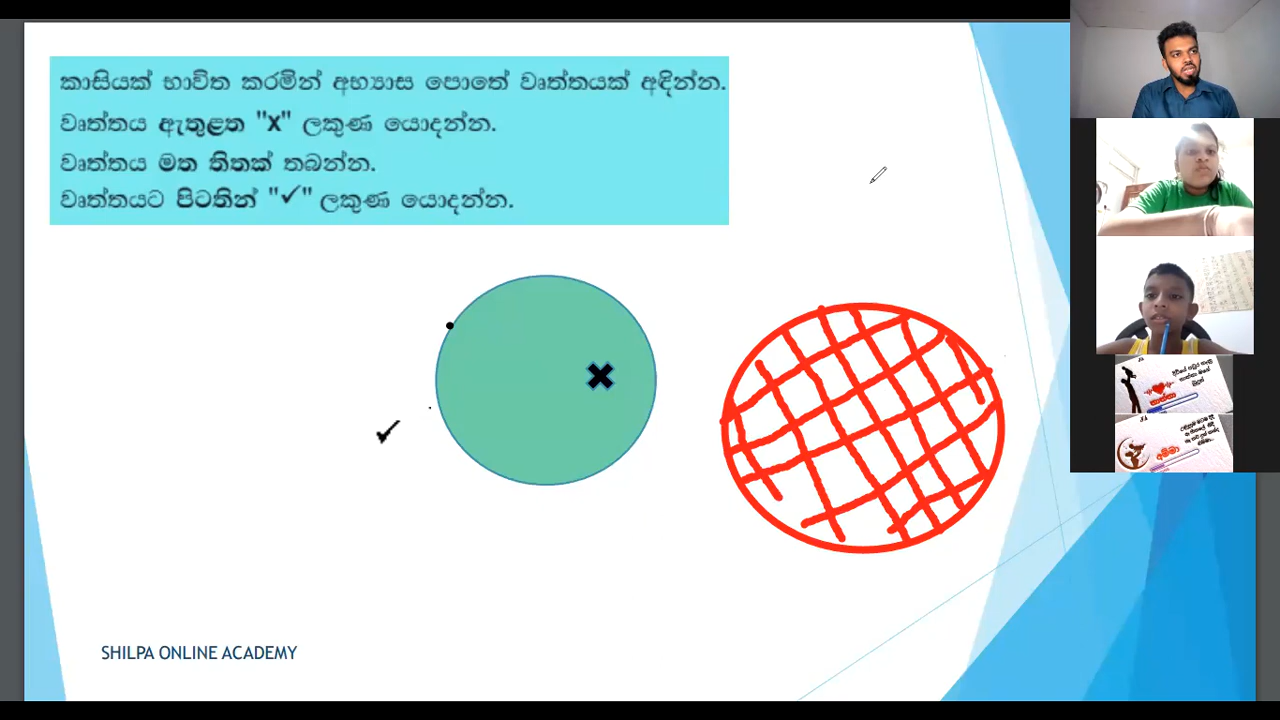 කාසියක් භාවිත කරමින් අභ්‍යාස පොතේ වෘත්තයක් අඳින්න.
වෘත්තය ඇතුළත "x" ලකුණ යොදන්න.
වෘත්තය මත තිතක් තබන්න.
වෘත්තයට පිටතින් "✓" ලකුණ යොදන්න.
SHILPA ONLINE ACADEMY
තාත්තා
අම්මා